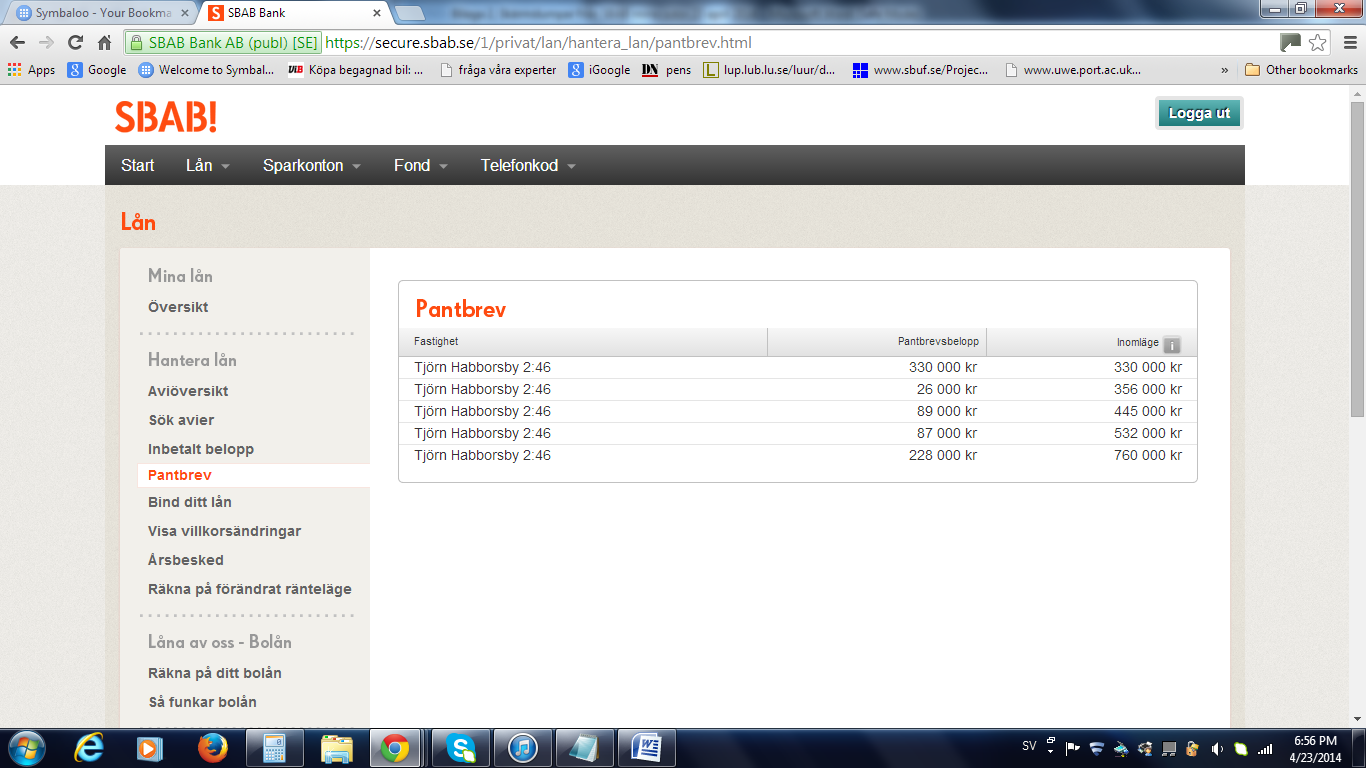 Symbaloo - Your Bookma
SBAB Bank
SBAB Bank AB (publ) [SE] https://secure.sbab.se/1/privat/lan/hantera_lan/pantbrev.html
Apps Google Welcome to Symbal... Köpa begagnad bil: ... fråga våra experter iGoogle DN pens lup.lub.lu.se/luur/d... www.sbuf.se/Projec... www.uwe.port.ac.uk... » Other bookmarks
SBAB!
Logga ut
Start Lån Sparkonton Fond Telefonkod
Lån
Mina lån
Översikt
Hantera lån
Aviöversikt
Sök avier
Inbetalt belopp
Pantbrev
Bind ditt lån
Visa villkorsändringar
Årsbesked
Räkna på förändrat ränteläge
Låna av oss - Bolån
Räkna på ditt bolån
Så funkar bolån
Pantbrev
Fastighet Pantbrevsbelopp Inomläge i
Tjörn Habborsby 2:46 330 000 kr 330 000 kr
Tjörn Habborsby 2:46 26 000 kr 356 000 kr
Tjörn Habborsby 2:46 89 000 kr 445 000 kr
Tjörn Habborsby 2:46 87 000 kr 532 000 kr
Tjörn Habborsby 2:46 228 000 kr 760 000 kr
SV
6:56 PM
4/23/2014